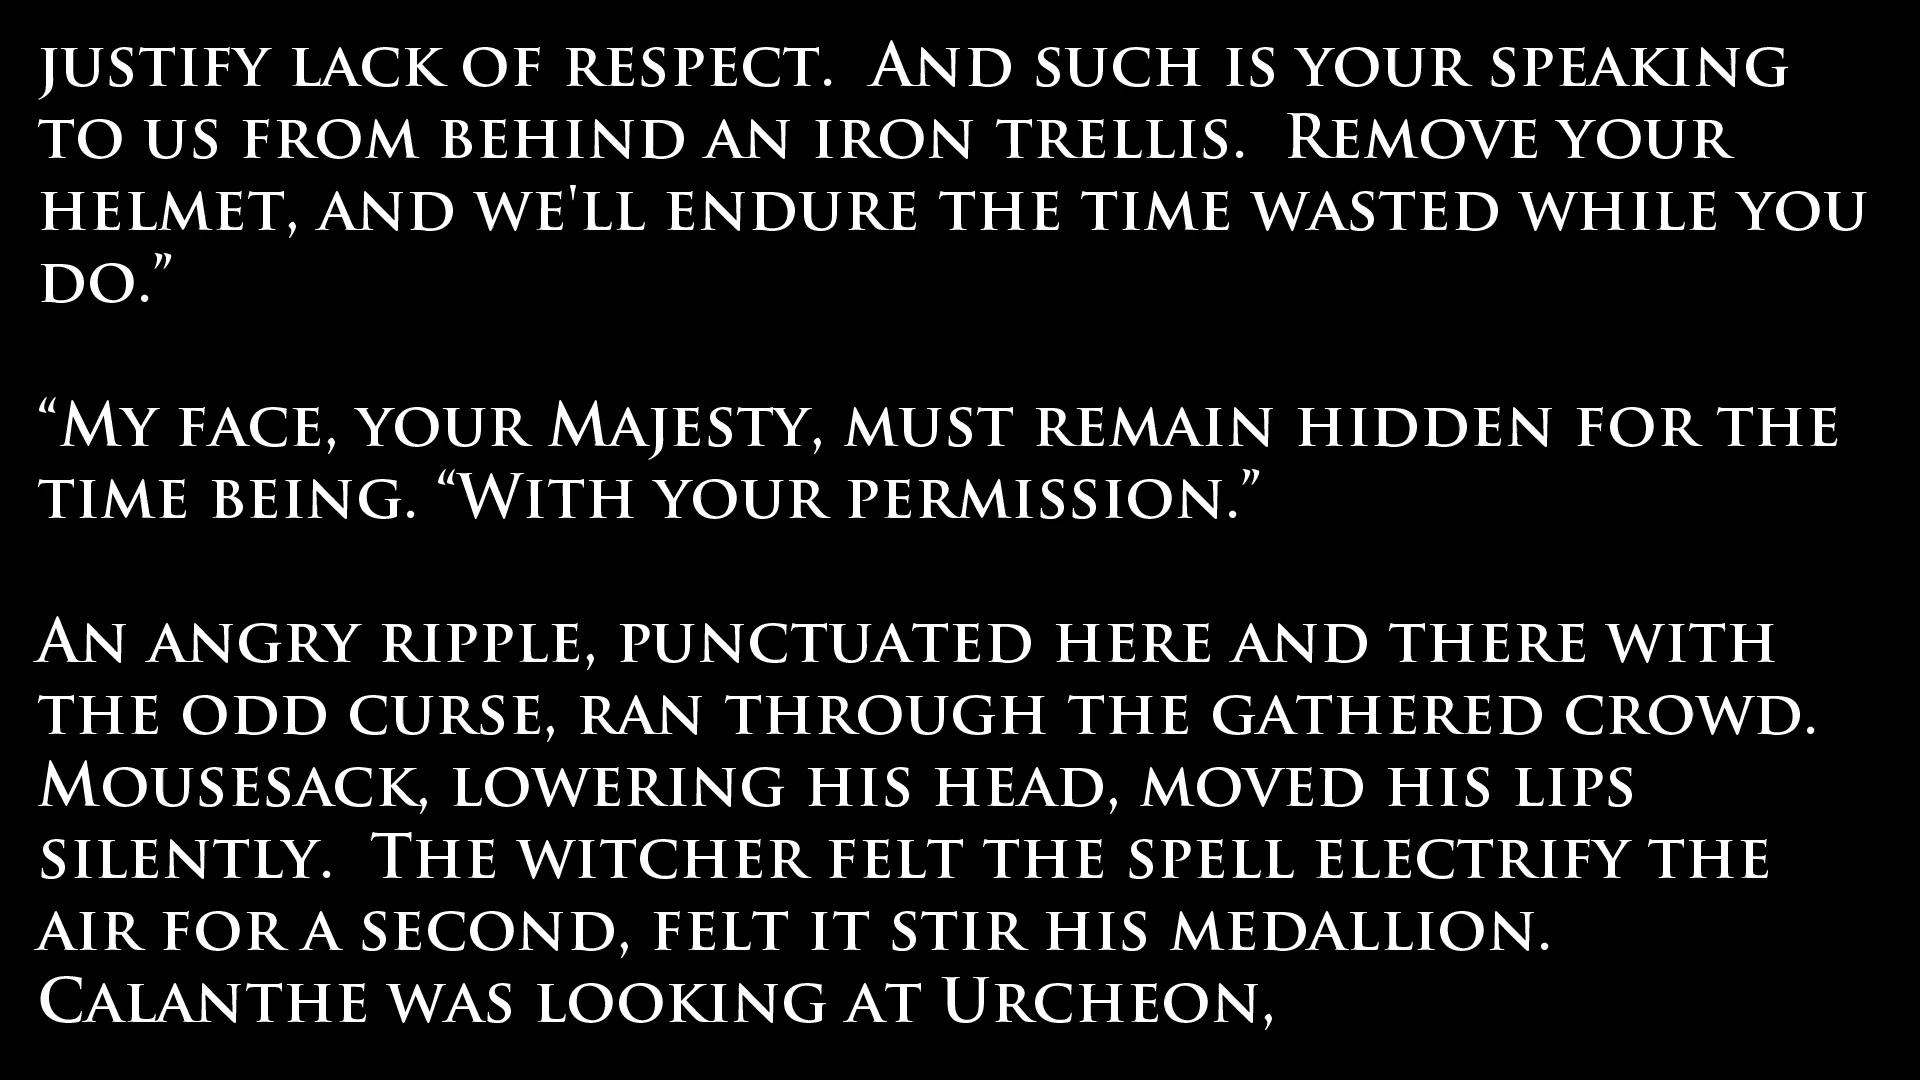 justify lack of respect.  And such is your speaking
to us from behind an iron trellis.  Remove your
helmet, and we'll endure the time wasted while you
do.”
“My face, your Majesty, must remain hidden for the
time being. “With your permission.”
An angry ripple, punctuated here and there with
the odd curse, ran through the gathered crowd.
Mousesack, lowering his head, moved his lips
silently.  The witcher felt the spell electrify the
air for a second, felt it stir his medallion.
Calanthe was looking at Urcheon,